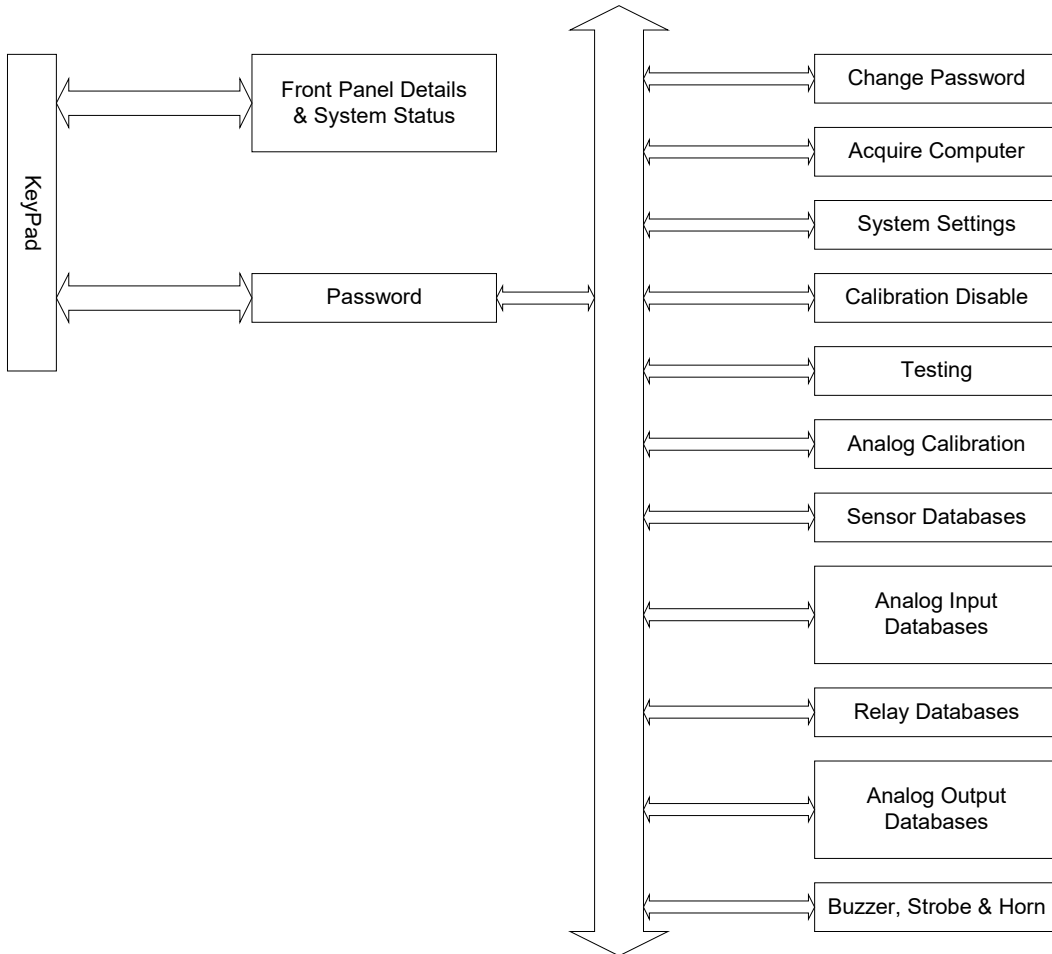 KeyPad
Front Panel Details
& System Status
Password
Change Password
Acquire Computer
System Settings
Calibration Disable
Testing
Analog Calibration
Sensor Databases
Analog Input
Databases
Relay Databases
Analog Output
Databases
Buzzer, Strobe & Horn